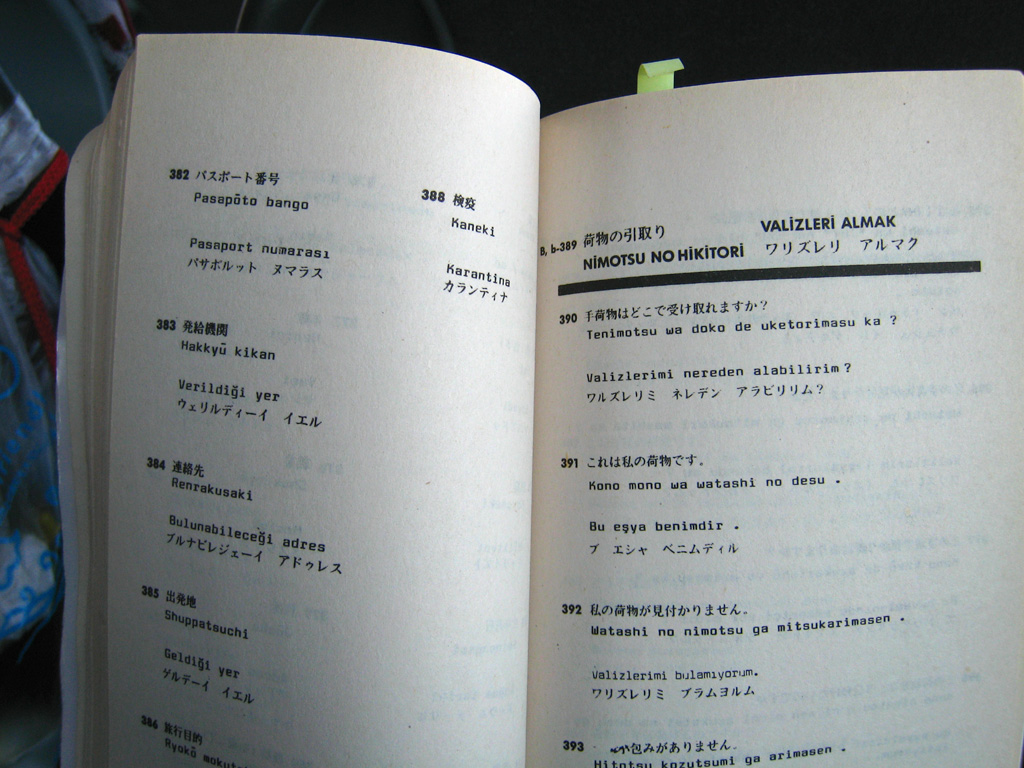 382 パスポート番号
Pasapōto bango
Pasaport numarası
パサポルット ヌマラス
383 発給機関
Hakkyū kikan
Verildiği yer
ウェリルディーイ イエル
384 連絡先
Renrakusaki
Bulunabileceği adres
ブルナビレジェーイ アドゥレス
385 出発地
Shuppatsuchi
Geldiği yer
ゲルデーイ イエル
386 旅行目的
Ryokō
388 検疫
Kaneki
Karantina
カランティナ
B, b-389 荷物の引取り
NİMOTSU NO HİKİTORİ
VALİZLERİ ALMAK
ワリズレリ アルマク
390 手荷物はどこで受け取れますか?
Tenimotsu wa doko de uketorimasu ka ?
Valizlerimi nereden alabilirim ?
ワルズレリミ ネレデン アラビリリム?
391 これは私の荷物です。
Kono mono wa watashi no desu .
Bu eşya benimdir .
ブ エシャ ベニムディル
392 私の荷物が見付かりません。
Watashi no nimotsu ga mitsukarimasen .
Valizlerimi bulamıyorum.
ワリズレリミ ブラムヨルム
393 包みがありません。
Hitotsu kozutsumi ga arimasen .